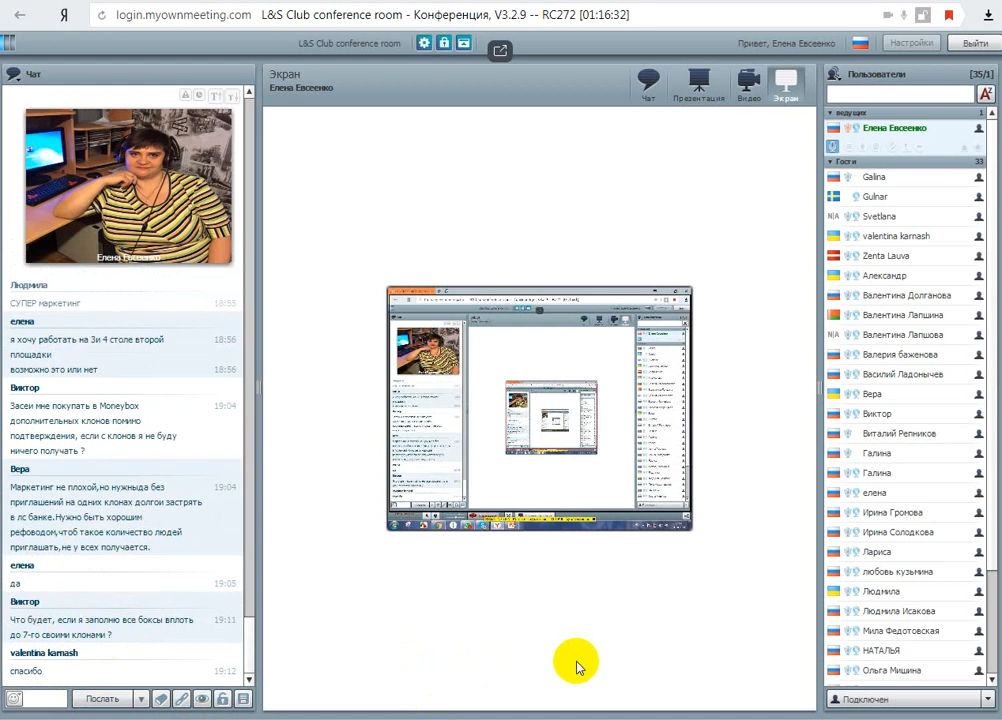 Я
login.myownmeeting.com L&S Club conference room - Конференция, V3.2.9 -- RC272 [01:16:32]
L&S Club conference room
Привет, Елена Евсеенко
Настройки
Выйти
Чат
Елена Евсеенко
Людмила
СУПЕР маркетинг 18:55
елена
я хочу работать на 3и 4 столе второй 18:56
площадки
возможно это или нет 18:56
Виктор
Засеи мне покупать в Moneybox 19:04
дополнительных клонов помимо
подтверждения, если с клонов я не буду
ничего получать ?
Вера
Маркетинг не плохой,но нужныда без 19:04
приглашений на одних клонах долгои застрять
в лс банке.Нужно быть хорошим
рефоводом,чтоб такое количество людей
приглашать,не у всех получается.
елена
да 19:05
Виктор
Что будет, если я заполню все боксы вплоть 19:11
до 7-го своими клонами ?
valentina karnash
спасибо 19:12
Послать
Экран
Елена Евсеенко
Чат
Презентация
Видео
Экран
Пользователи [35/1]
ведущих 1
Елена Евсеенко
Гости 33
Galina
Gulnar
N|A Svetlana
valentina karnash
Zenta Lauva
Александр
Валентина Долганова
Валентина Лапшина
N|A Валентина Лапшова
Валерия баженова
Василий Ладонычев
Вера
Виктор
Виталий Репников
Галина
Галина
елена
Ирина Громова
Ирина Солодкова
Лариса
любовь кузьмина
Людмила
Людмила Исакова
Мила Федотовская
НАТАЛЬЯ
Ольга Мишина
Подключен